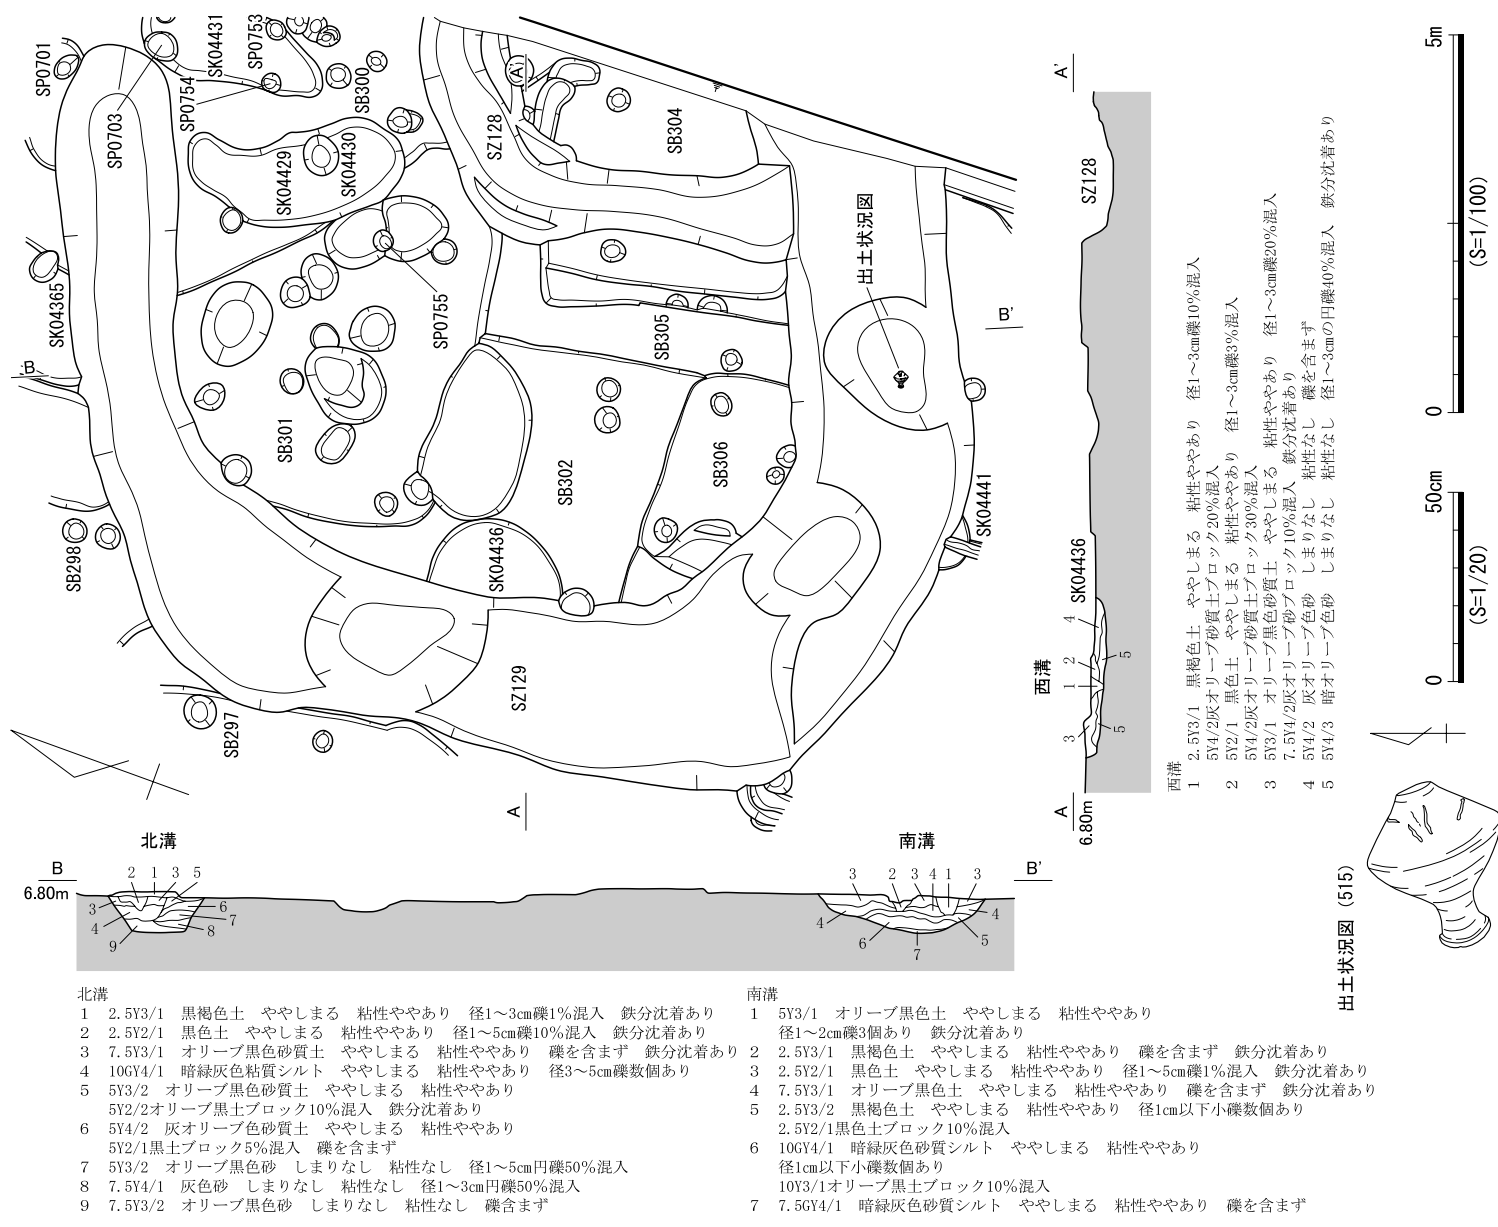 SP0701
SP0703
SK04431
SP0753
SP0754
SB300
SK04429
SK04430
SZ128
A'
SB304
出土状況図
SK04365
B
SP0755
SB305
B'
SB301
SB302
SB306
SK04436
SK04441
SB298
SZ129
SB297
A
A'
SZ128
SK04436
西溝
4
2
1
3
5
5
A
6.80m
西溝
1 2.5Y3/1 黒褐色土 ややしまる 粘性ややあり 径1～3cm礫10%混入
5Y4/2灰オリーブ砂質土ブロック20%混入
2 5Y2/1 黒色土 ややしまる 粘性ややあり 径1～3cm礫3%混入
5Y4/2灰オリーブ砂質土ブロック30%混入
3 5Y3/1 オリーブ黒色砂質土 ややしまる 粘性ややあり 径1～3cm礫20%混入
7.5Y4/2灰オリーブ砂ブロック10%混入 鉄分沈着あり
4 5Y4/2 灰オリーブ色砂 しまりなし 粘性なし 礫を含まず
5 5Y4/3 暗オリーブ色砂 しまりなし 粘性なし 径1～3cmの円礫40%混入 鉄分沈着あり
5m
0
(S=1/100)
50cm
0
(S=1/20)
出土状況図 (515)
北溝
南溝
B
6.80m
B'
2 1 3 5
3
4
9
6
7
8
3 2 3 4 1 3
4
6
7
5
4
北溝
1 2.5Y3/1 黒褐色土 ややしまる 粘性ややあり 径1～3cm礫1%混入 鉄分沈着あり
2 2.5Y2/1 黒色土 ややしまる 粘性ややあり 径1～5cm礫10%混入 鉄分沈着あり
3 7.5Y3/1 オリーブ黒色砂質土 ややしまる 粘性ややあり 礫を含まず 鉄分沈着あり
4 10GY4/1 暗緑灰色粘質シルト ややしまる 粘性ややあり 径3～5cm礫数個あり
5 5Y3/2 オリーブ黒色砂質土 ややしまる 粘性ややあり
5Y2/2オリーブ黒土ブロック10%混入 鉄分沈着あり
6 5Y4/2 灰オリーブ色砂質土 ややしまる 粘性ややあり
5Y2/1黒土ブロック5%混入 礫を含まず
7 5Y3/2 オリーブ黒色砂 しまりなし 粘性なし 径1～5cm円礫50%混入
8 7.5Y4/1 灰色砂 しまりなし 粘性なし 径1～3cm円礫50%混入
9 7.5Y3/2 オリーブ黒色砂 しまりなし 粘性なし 礫含まず
南溝
1 5Y3/1 オリーブ黒色土 ややしまる 粘性ややあり
径1～2cm礫3個あり 鉄分沈着あり
2 2.5Y3/1 黒褐色土 ややしまる 粘性ややあり 礫を含まず 鉄分沈着あり
3 2.5Y2/1 黒色土 ややしまる 粘性ややあり 径1～5cm礫1%混入 鉄分沈着あり
4 7.5Y3/1 オリーブ黒色土 ややしまる 粘性ややあり 礫を含まず 鉄分沈着あり
5 2.5Y3/2 黒褐色土 ややしまる 粘性ややあり 径1cm以下小礫数個あり
2.5Y2/1黒色土ブロック10%混入
6 10GY4/1 暗緑灰色砂質シルト ややしまる 粘性ややあり
径1cm以下小礫数個あり
10Y3/1オリーブ黒土ブロック10%混入
7 7.5GY4/1 暗緑灰色砂質シルト ややしまる 粘性ややあり 礫を含まず